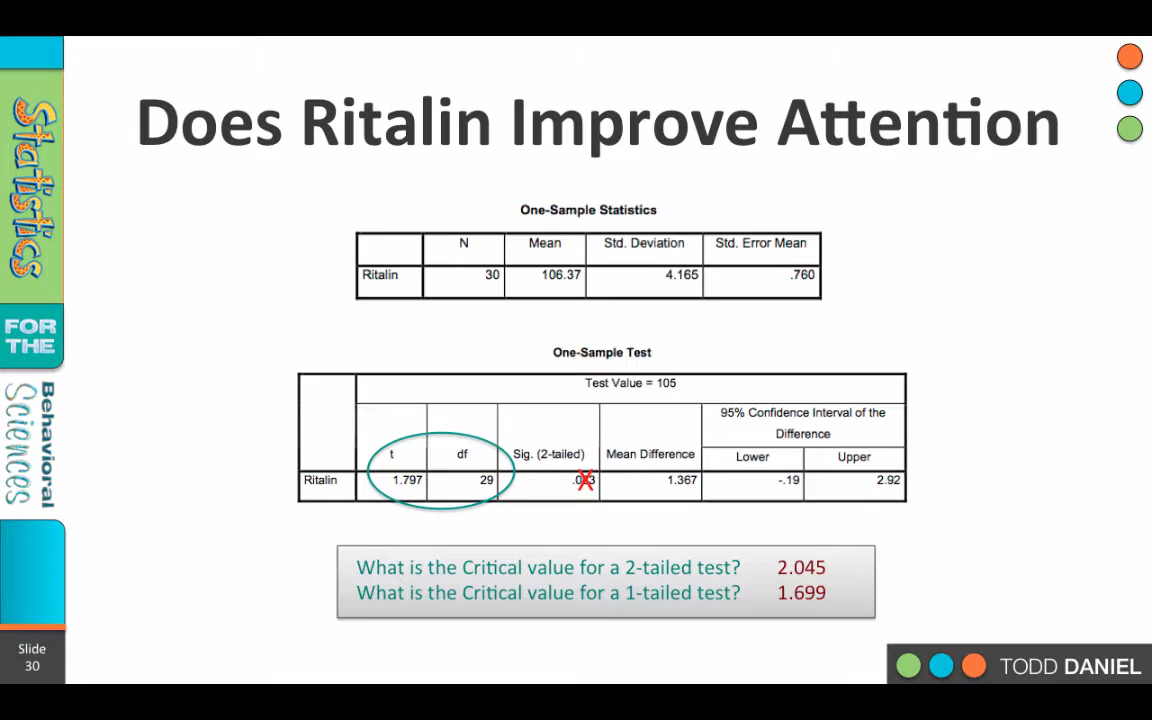 Does Ritalin Improve Attention
Statistics
FOR
THE
Behavioral
Sciences
One-Sample Statistics
N Mean Std. Deviation Std. Error Mean
Ritalin 30 106.37 4.165 .760
One-Sample Test
Test Value = 105
95% Confidence Interval of the
Difference
t df Sig. (2-tailed) Mean Difference Lower Upper
Ritalin 1.797 29 1.367 -.19 2.92
What is the Critical value for a 2-tailed test? 2.045
What is the Critical value for a 1-tailed test? 1.699
Slide
30
TODD DANIEL